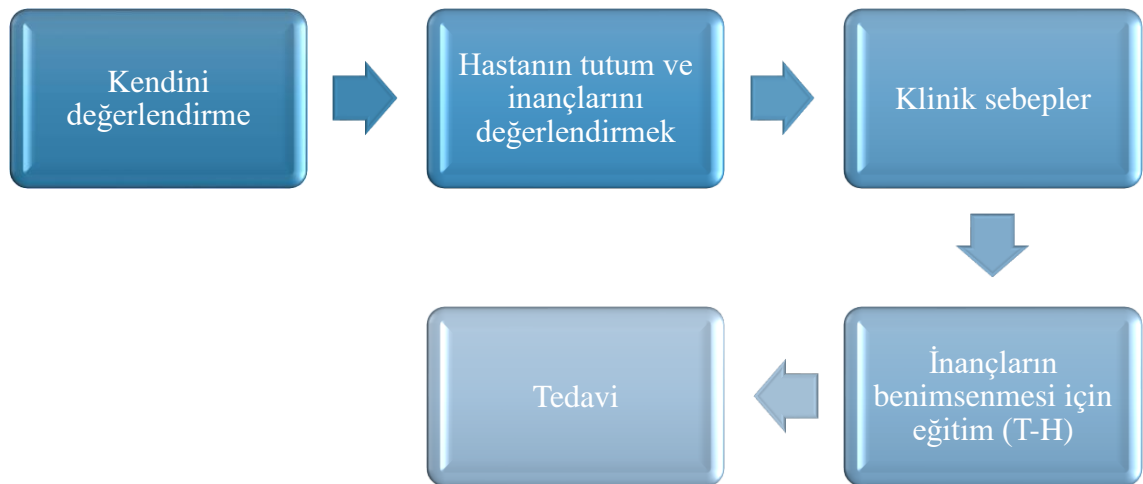 Kendini
değerlendirme
Hastanın tutum ve
inançlarını
değerlendirmek
Klinik sebepler
İnançların
benimsenmesi için
eğitim (T-H)
Tedavi